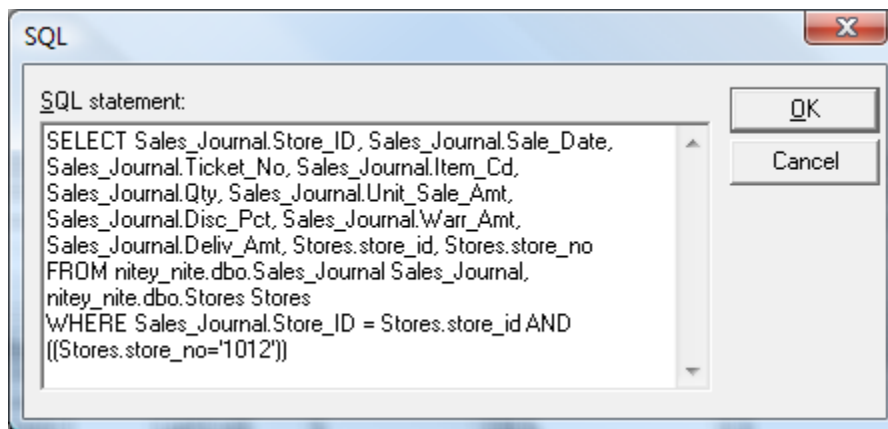 SQL
SQL statement:
SELECT Sales_Journal.Store_ID, Sales_Journal.Sale_Date,
Sales_Journal.Ticket_No, Sales_Journal.Item_Cd,
Sales_Journal.Qty, Sales_Journal.Unit_Sale_Amt,
Sales_Journal.Disc_Pct, Sales_Journal.Warr_Amt,
Sales_Journal.Deliv_Amt, Stores.store_id, Stores.store_no
FROM nitey_nite.dbo.Sales_Journal Sales_Journal,
nitey_nite.dbo.Stores Stores
WHERE Sales_Journal.Store_ID = Stores.store_id AND
((Stores.store_no='1012'))
OK
Cancel